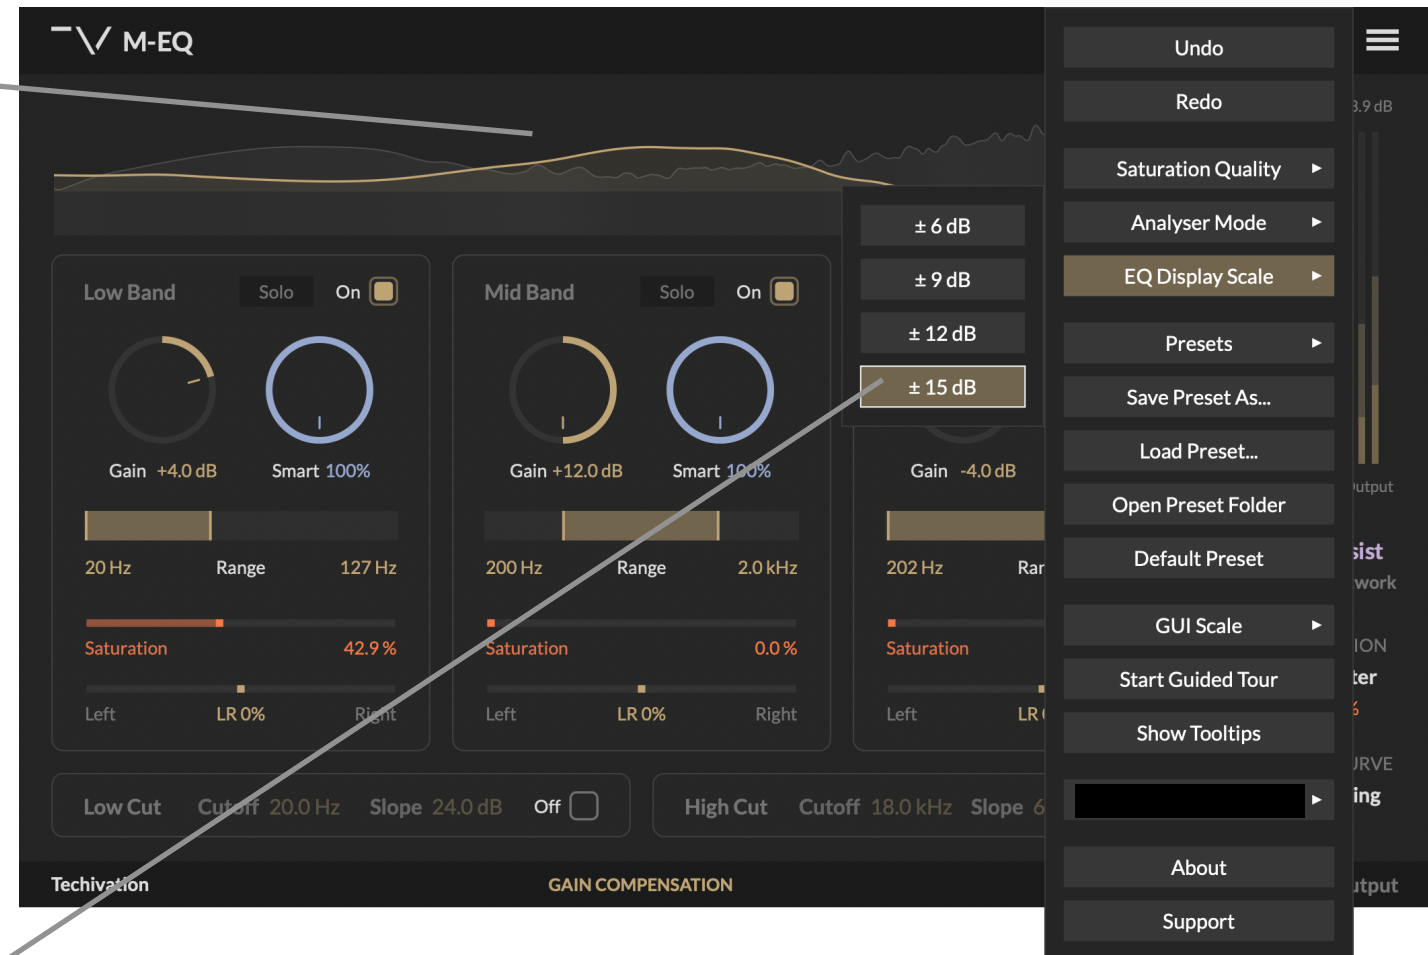 M-EQ
Undo
Redo
Saturation Quality
Analyser Mode
EQ Display Scale
Presets
Save Preset As...
Load Preset...
Open Preset Folder
Default Preset
GUI Scale
Start Guided Tour
Show Tooltips
About
Support
± 6 dB
± 9 dB
± 12 dB
± 15 dB
Low Band Solo On
Gain +4.0 dB Smart 100%
20 Hz Range 127 Hz
Saturation 42.9 %
Left LR 0% Right
Mid Band Solo On
Gain +12.0 dB Smart 100%
200 Hz Range 2.0 kHz
Saturation 0.0 %
Left LR 0% Right
Gain -4.0 dB
202 Hz
Saturation
Left LR
Low Cut Cutoff 20.0 Hz Slope 24.0 dB Off
High Cut Cutoff 18.0 kHz Slope
Techivation GAIN COMPENSATION